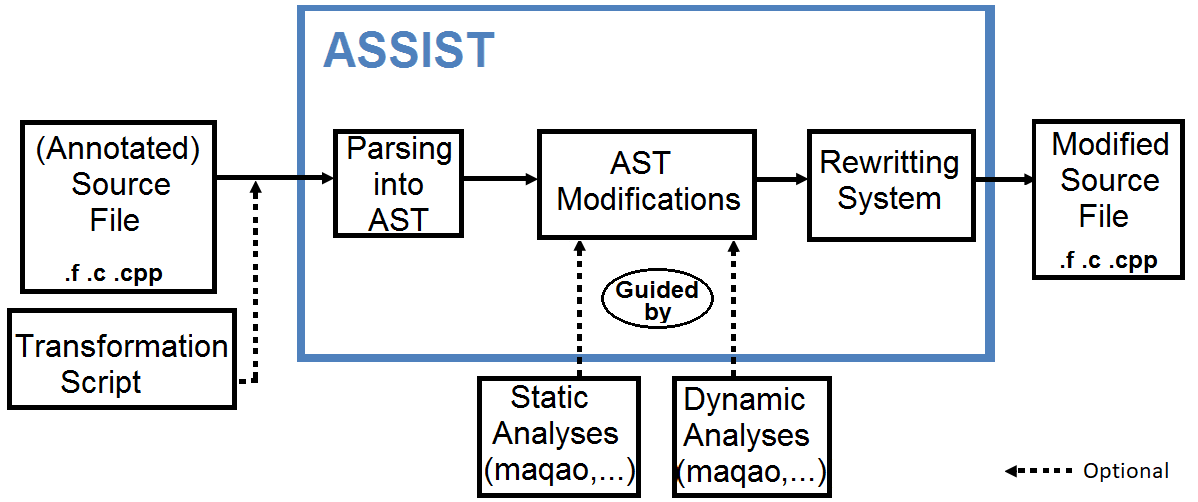 ASSIST
(Annotated)
Source
File
.f .c .cpp
Transformation
Script
Parsing
into
AST
AST
Modifications
Rewritting
System
Modified
Source
File
.f .c .cpp
Guided
by
Static
Analyses
(maqao,...)
Dynamic
Analyses
(maqao,...)
Optional